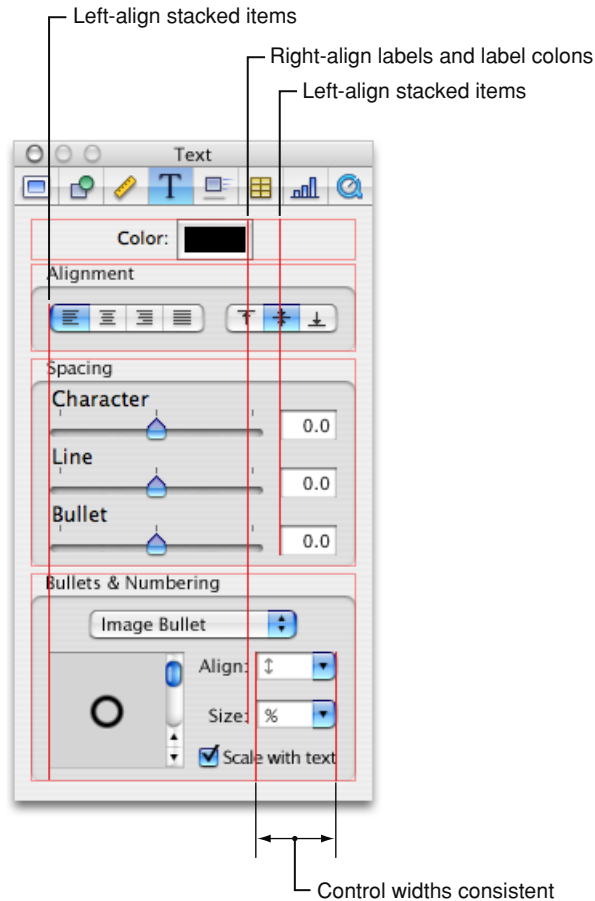 Left-align stacked items
Right-align labels and label colons
Left-align stacked items
Text
T
Color:
Alignment
Spacing
Character
0.0
Line
0.0
Bullet
0.0
Bullets & Numbering
Image Bullet
Align:
Size: %
Scale with text
Control widths consistent